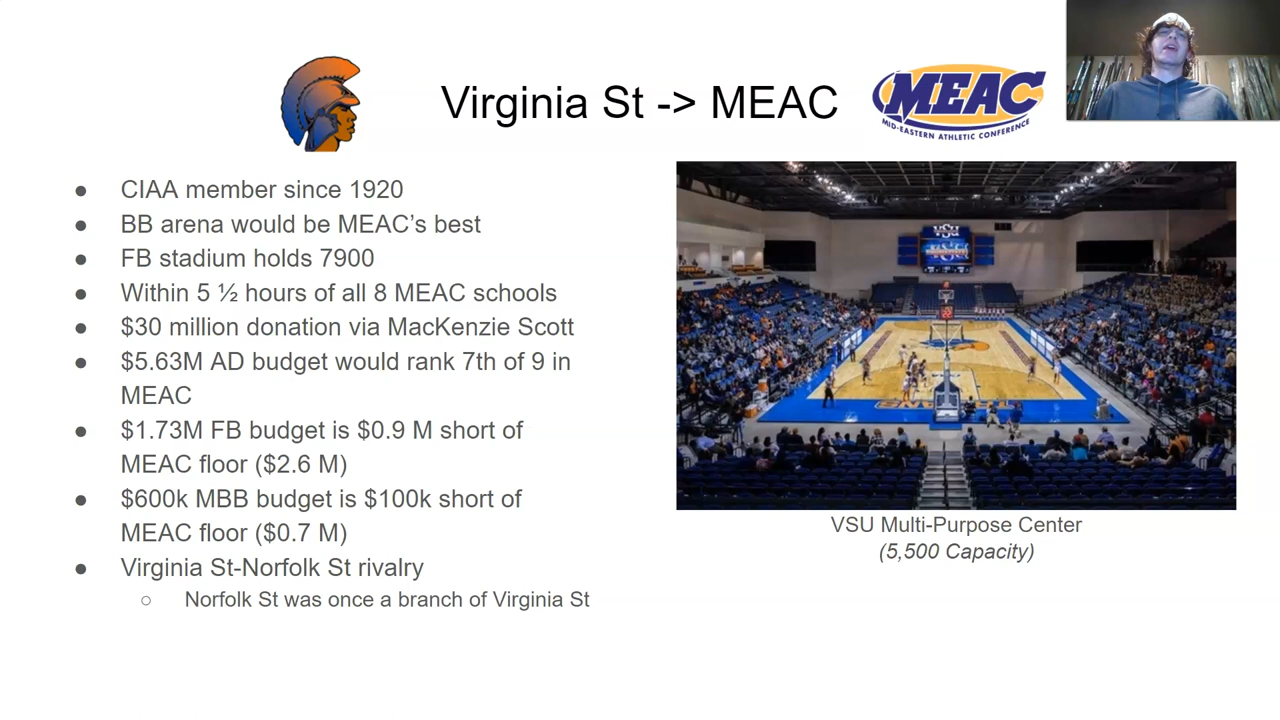 Virginia St -> MEAC
MEAC
MID-EASTERN ATHLETIC CONFERENCE
● CIAA member since 1920
● BB arena would be MEAC’s best
● FB stadium holds 7900
● Within 5 ½ hours of all 8 MEAC schools
● $30 million donation via MacKenzie Scott
● $5.63M AD budget would rank 7th of 9 in
MEAC
● $1.73M FB budget is $0.9 M short of
MEAC floor ($2.6 M)
● $600k MBB budget is $100k short of
MEAC floor ($0.7 M)
● Virginia St-Norfolk St rivalry
○ Norfolk St was once a branch of Virginia St
VSU
VSU Multi-Purpose Center
(5,500 Capacity)